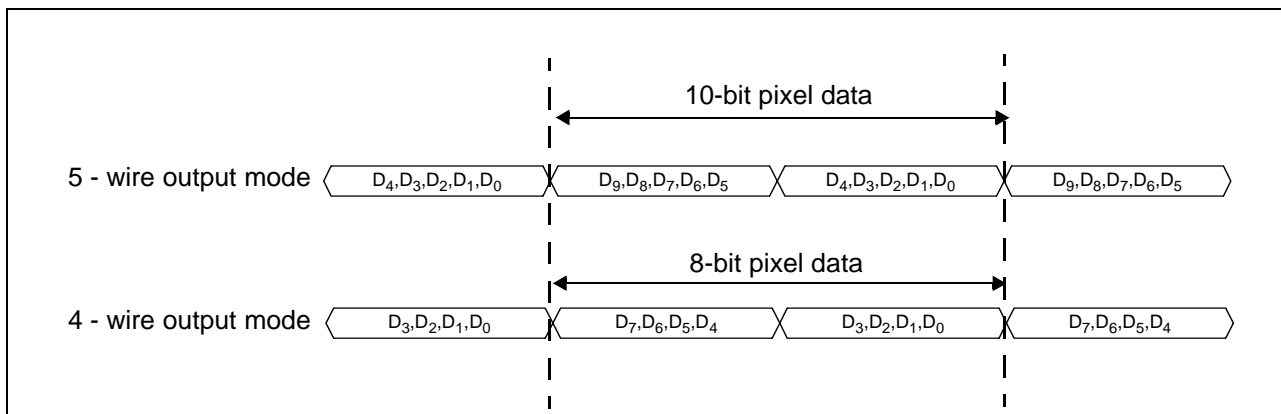 10-bit pixel data
5 - wire output mode D₄,D₃,D₂,D₁,D₀ D₉,D₈,D₇,D₆,D₅ D₄,D₃,D₂,D₁,D₀ D₉,D₈,D₇,D₆,D₅
8-bit pixel data
4 - wire output mode D₃,D₂,D₁,D₀ D₇,D₆,D₅,D₄ D₃,D₂,D₁,D₀ D₇,D₆,D₅,D₄